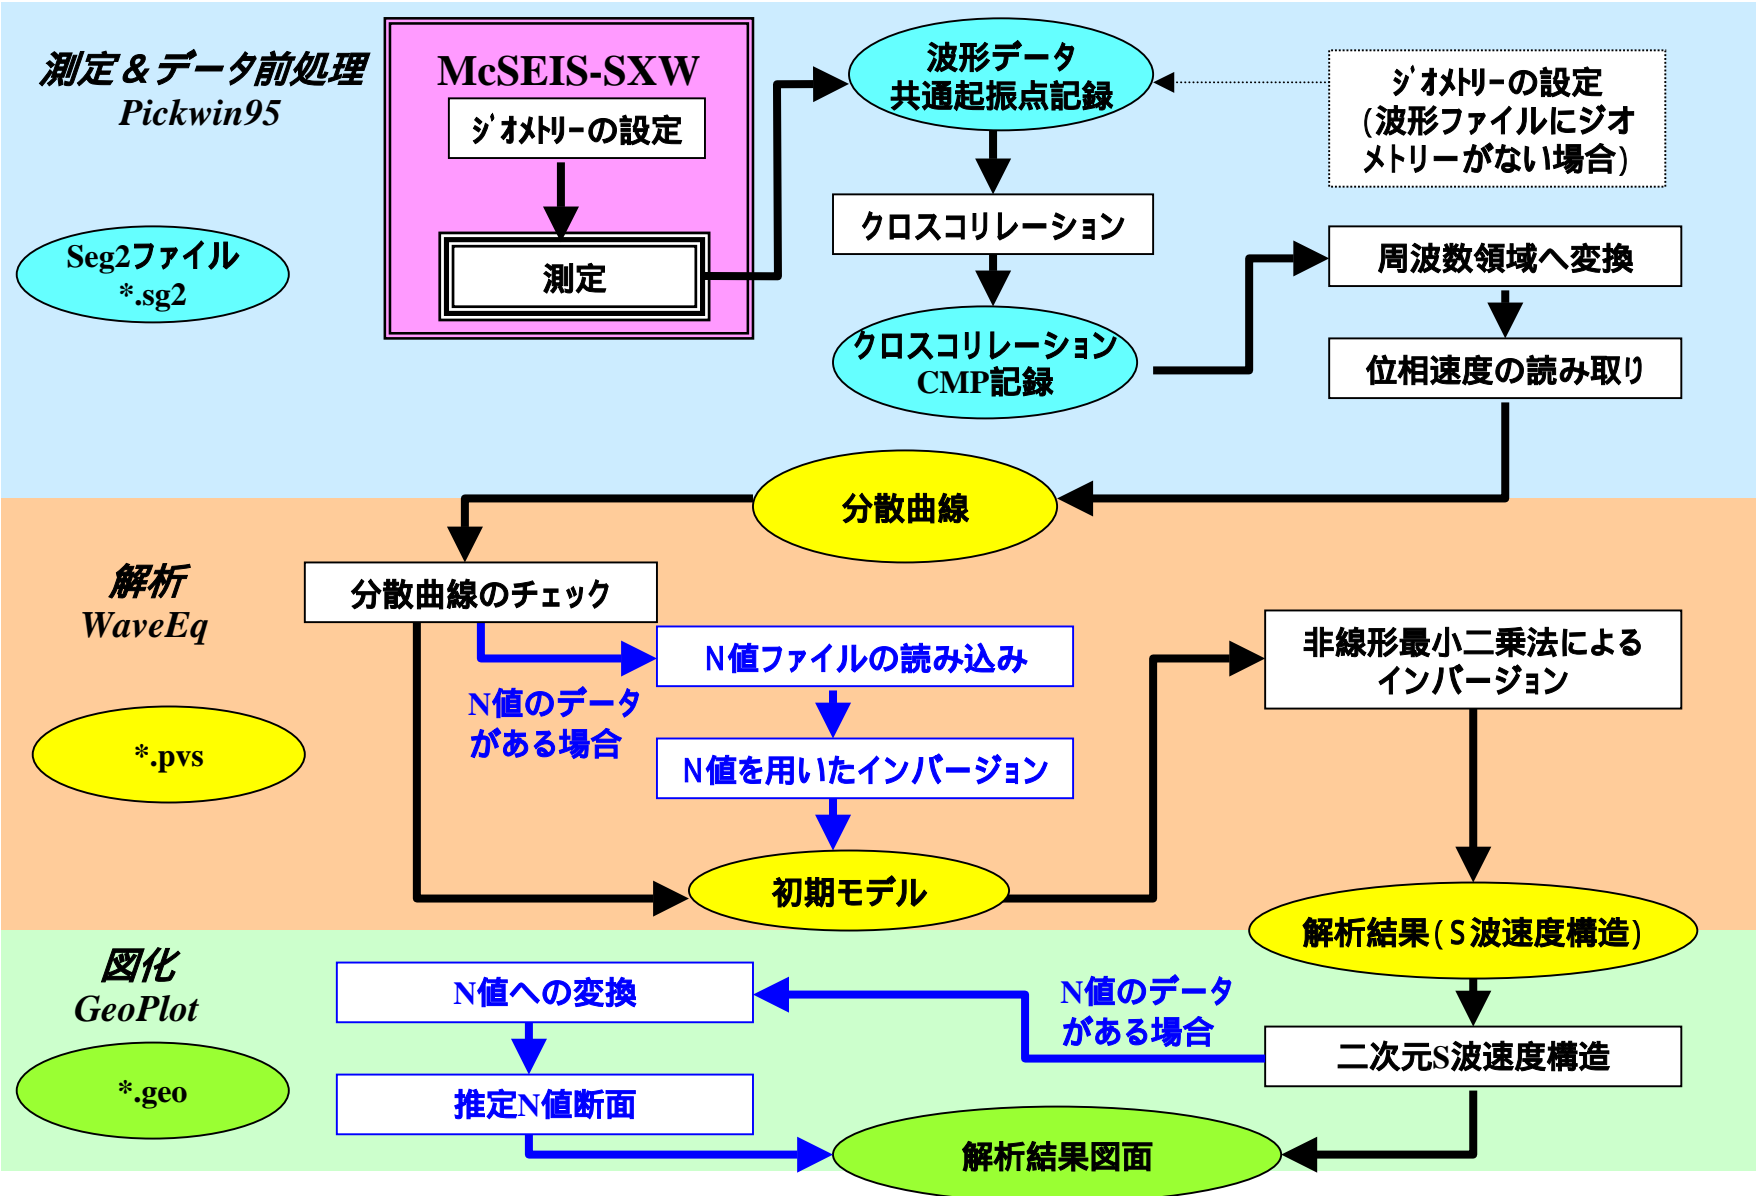 測定＆データ前処理
Pickwin95
McSEIS-SXW
ｼﾞｵﾒﾄﾘｰの設定
測定
Seg2ファイル
*.sg2
波形データ
共通起振点記録
ｼﾞｵﾒﾄﾘｰの設定
(波形ファイルにジオ
メトリーがない場合)
クロスコリレーション
クロスコリレーション
CMP記録
周波数領域へ変換
位相速度の読み取り
分散曲線
解析
WaveEq
*.pvs
分散曲線のチェック
N値ファイルの読み込み
N値のデータ
がある場合
N値を用いたインバージョン
初期モデル
非線形最小二乗法による
インバージョン
解析結果(S波速度構造)
図化
GeoPlot
*.geo
N値への変換
N値のデータ
がある場合
二次元S波速度構造
推定N値断面
解析結果図面